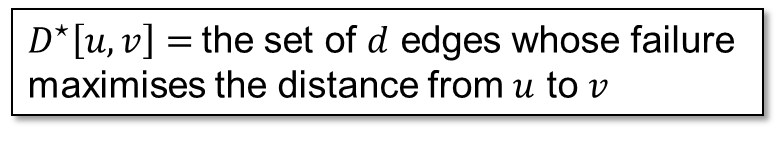 D⋆[u, v] = the set of d edges whose failure
maximises the distance from u to v